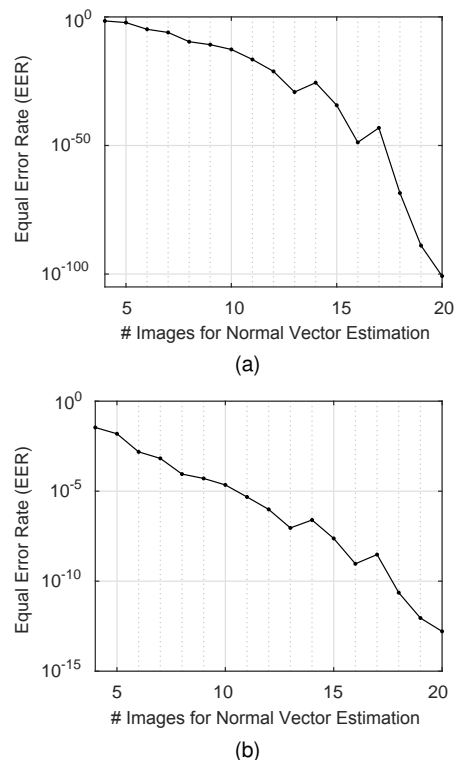 Equal Error Rate (EER)
10^0
10^-50
10^-100
5 10 15 20
# Images for Normal Vector Estimation
(a)
Equal Error Rate (EER)
10^0
10^-5
10^-10
10^-15
5 10 15 20
# Images for Normal Vector Estimation
(b)